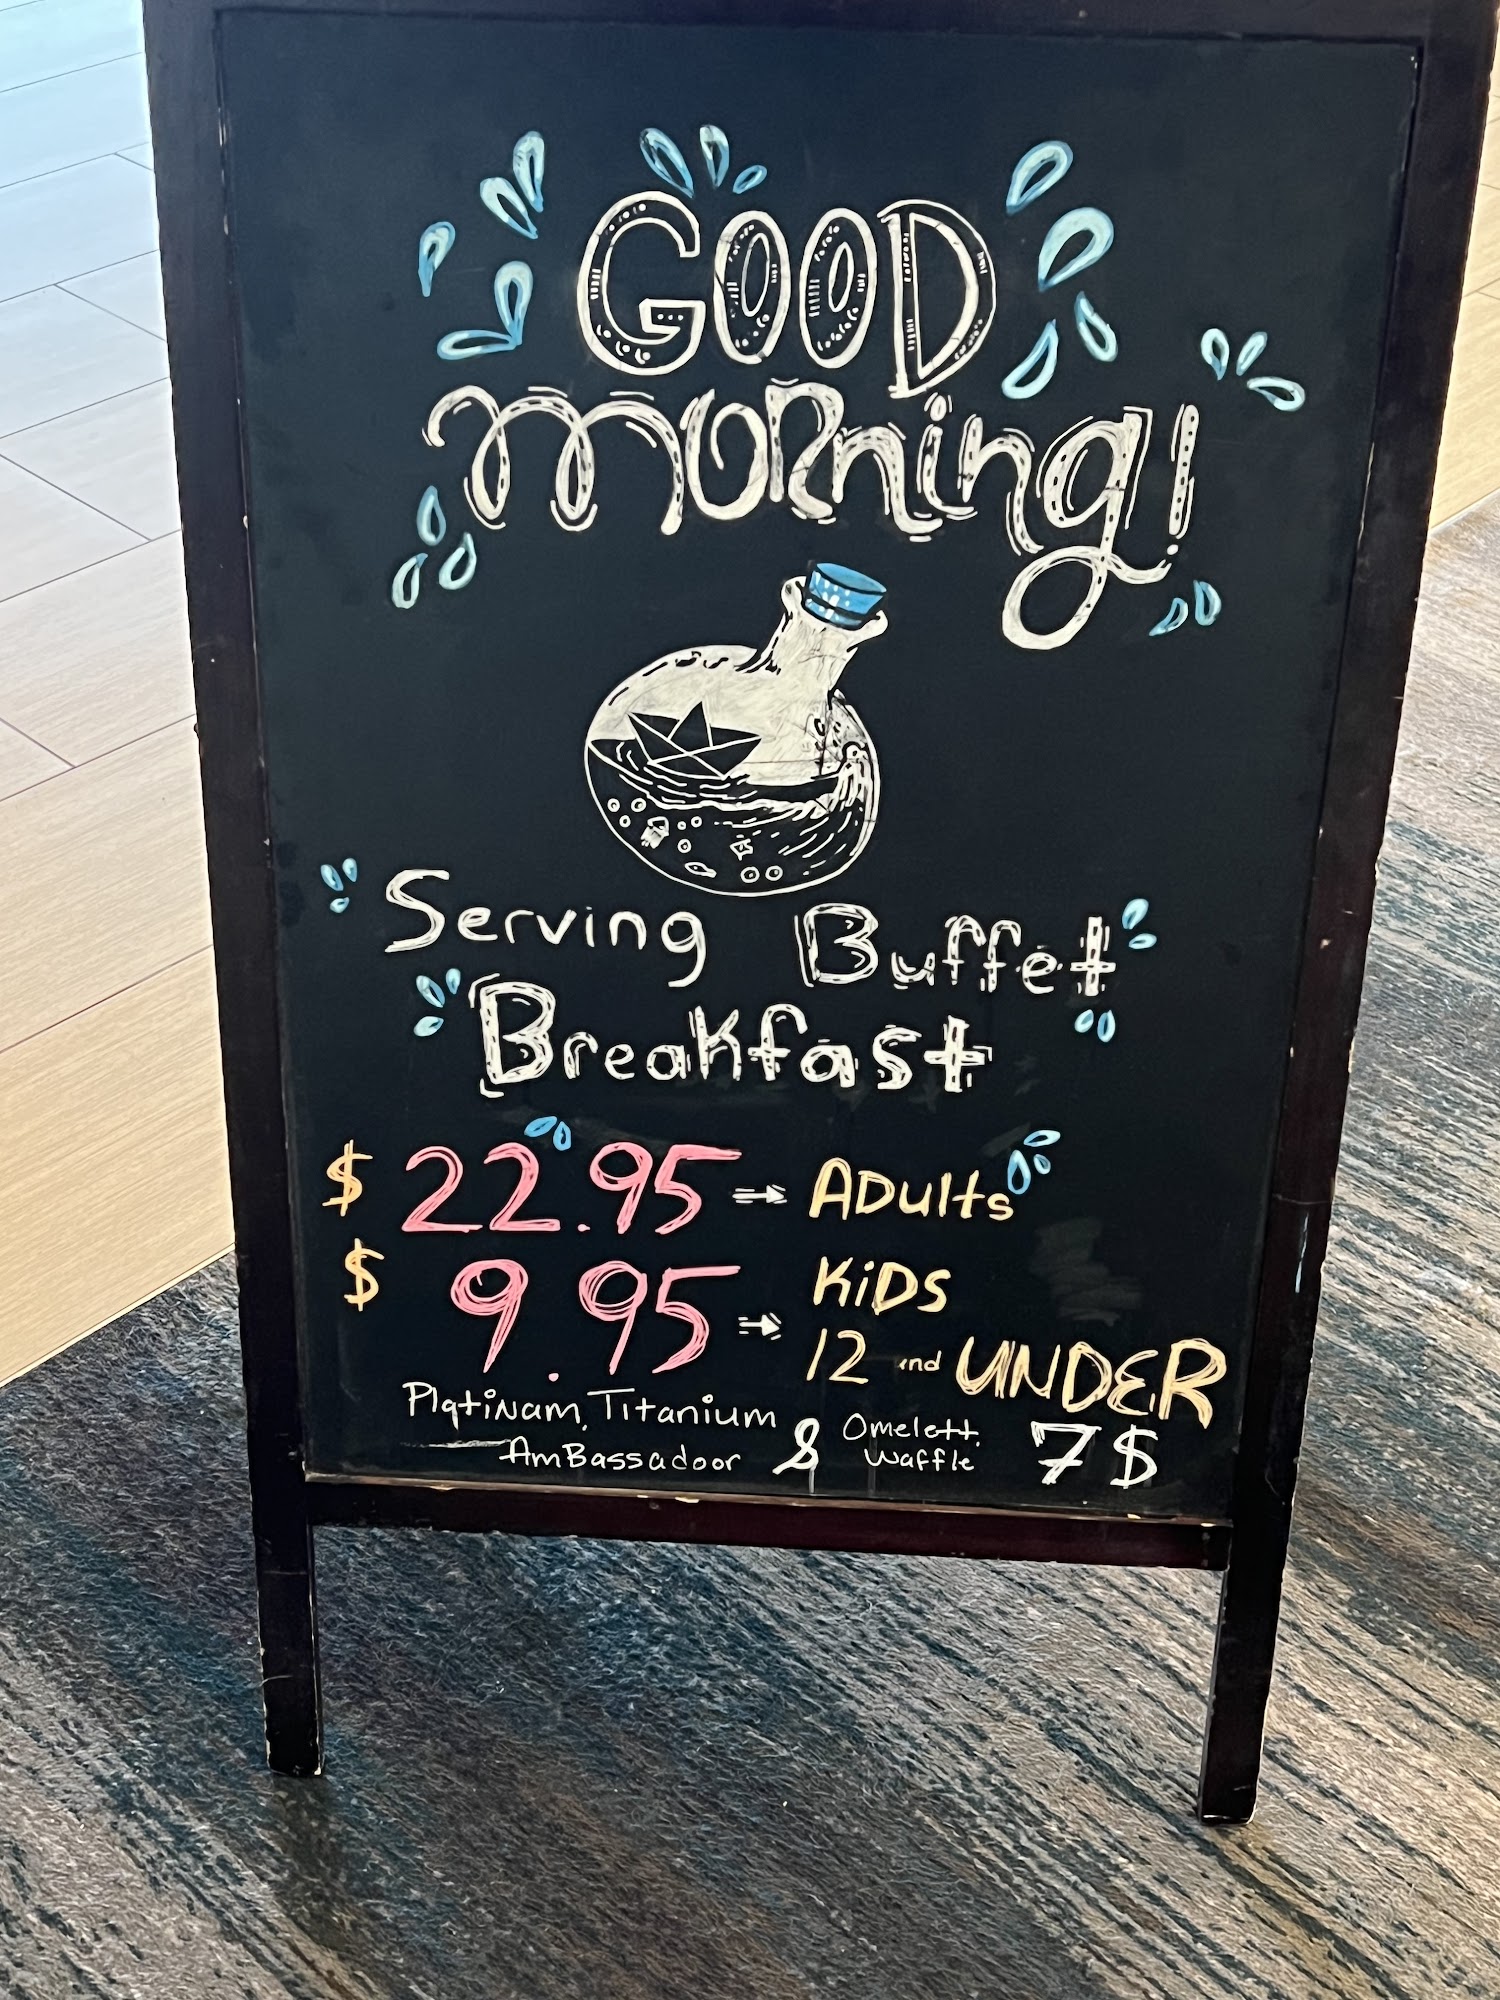 GOOD
morning!
Serving Buffet
Breakfast
$ 22.95 → ADults
$ 9.95 → KiDS
12 and UNDER
Platinam, Titanium
AmBassadoor & Omelett, Waffle 7$